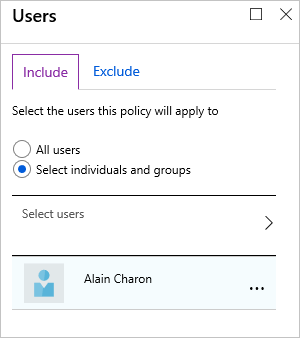 Users
Include Exclude
Select the users this policy will apply to
All users
Select individuals and groups
Select users
Alain Charon